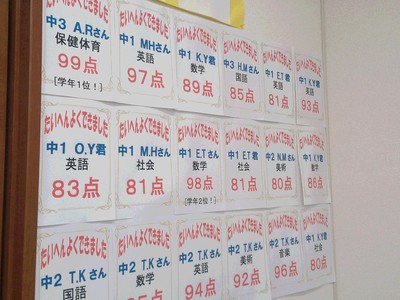 たいへんよくできました
中3 A.Rさん
保健体育
99点
[学年1位！]
たいへんよくできました
中1 M.Hさん
英語
97点
たいへんよくできました
中1 K.Y君
数学
89点
たいへんよくできました
中3 H.Mさん
国語
85点
たいへんよくできました
中1 E.T君
英語
81点
たいへんよくできました
中1 K.Y君
英語
93点
たいへんよくできました
中1 O.Y君
英語
83点
たいへんよくできました
中1 M.Hさん
社会
81点
たいへんよくできました
中1 E.Tさん
数学
98点
[学年2位！]
たいへんよくできました
中1 E.T君
社会
81点
たいへんよくできました
中2 N.Mさん
美術
80点
たいへんよくできました
中1 K.Y君
数学
86点
たいへんよくできました
中2 T.Kさん
国語
たいへんよくできました
中2 T.Kさん
数学
たいへんよくできました
中2 T.Kさん
英語
94点
たいへんよくできました
中2 T.Kさん
美術
92点
たいへんよくできました
中2 T.Kさん
音楽
96点
たいへんよくできました
中1 K.Y君
社会
80点